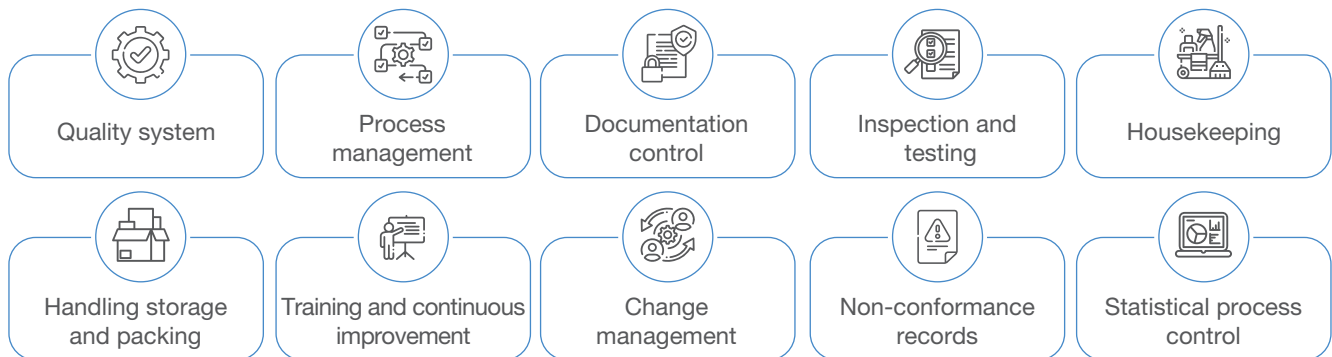 Quality system
Process
management
Documentation
control
Inspection and
testing
Housekeeping
Handling storage
and packing
Training and continuous
improvement
Change
management
Non-conformance
records
Statistical process
control